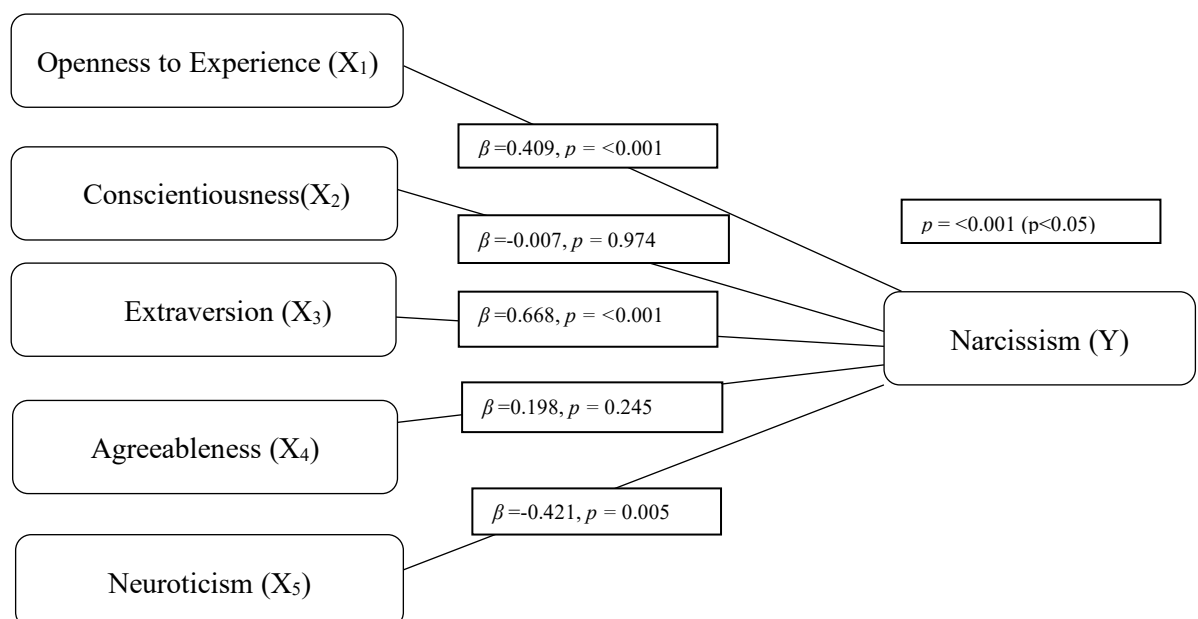 Openness to Experience (X₁)
β=0.409, p = <0.001
Conscientiousness(X₂)
p = <0.001 (p<0.05)
β=-0.007, p = 0.974
Extraversion (X₃)
β=0.668, p = <0.001
Narcissism (Y)
β=0.198, p = 0.245
Agreeableness (X₄)
β=-0.421, p = 0.005
Neuroticism (X₅)